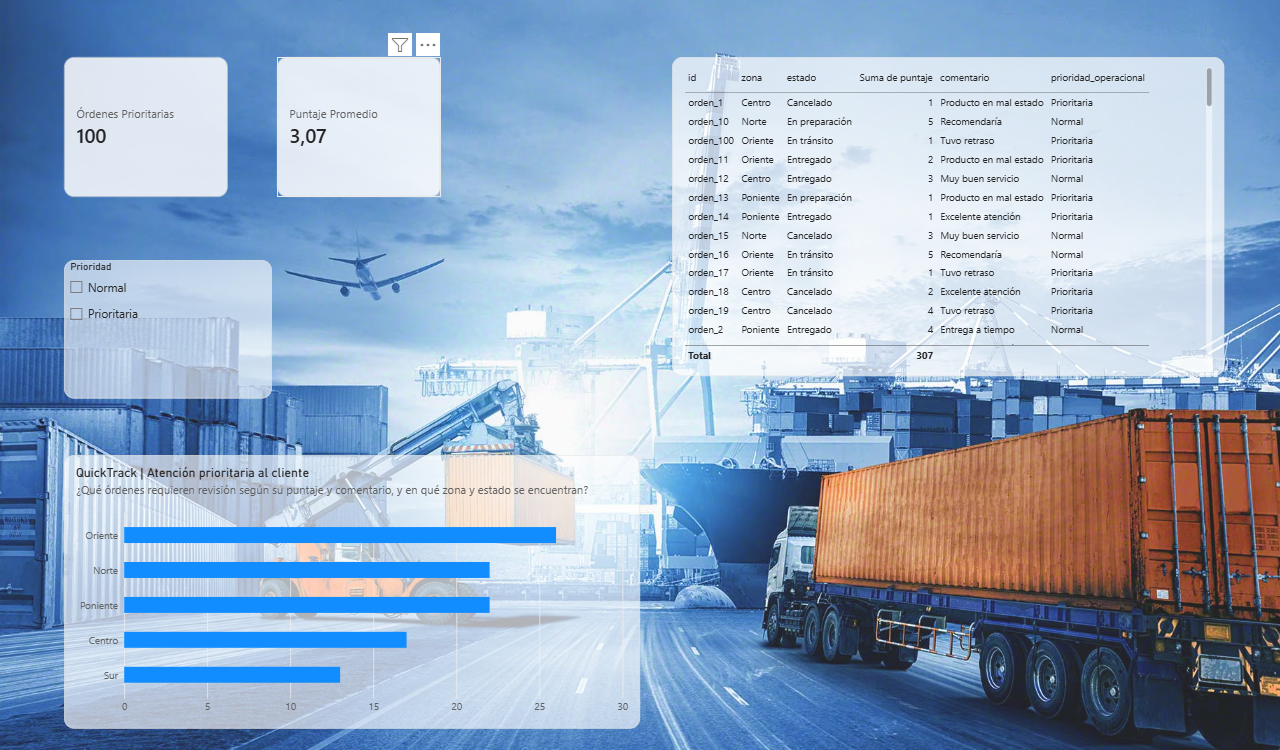 Órdenes Prioritarias
100
Puntaje Promedio
3,07
Prioridad
Normal
Prioritaria
id zona estado Suma de puntaje comentario prioridad_operacional
orden_1 Centro Cancelado 1 Producto en mal estado Prioritaria
orden_10 Norte En preparación 5 Recomendaría Normal
orden_100 Oriente En tránsito 1 Tuvo retraso Prioritaria
orden_11 Oriente Entregado 2 Producto en mal estado Prioritaria
orden_12 Centro Entregado 3 Muy buen servicio Normal
orden_13 Poniente En preparación 1 Producto en mal estado Prioritaria
orden_14 Poniente Entregado 1 Excelente atención Prioritaria
orden_15 Norte Cancelado 3 Muy buen servicio Normal
orden_16 Oriente En tránsito 5 Recomendaría Normal
orden_17 Oriente En tránsito 1 Tuvo retraso Prioritaria
orden_18 Centro Cancelado 2 Excelente atención Prioritaria
orden_19 Centro Cancelado 4 Tuvo retraso Prioritaria
orden_2 Poniente Entregado 4 Entrega a tiempo Normal
Total 307
QuickTrack | Atención prioritaria al cliente
¿Qué órdenes requieren revisión según su puntaje y comentario, y en qué zona y estado se encuentran?
Oriente
Norte
Poniente
Centro
Sur
0 5 10 15 20 25 30